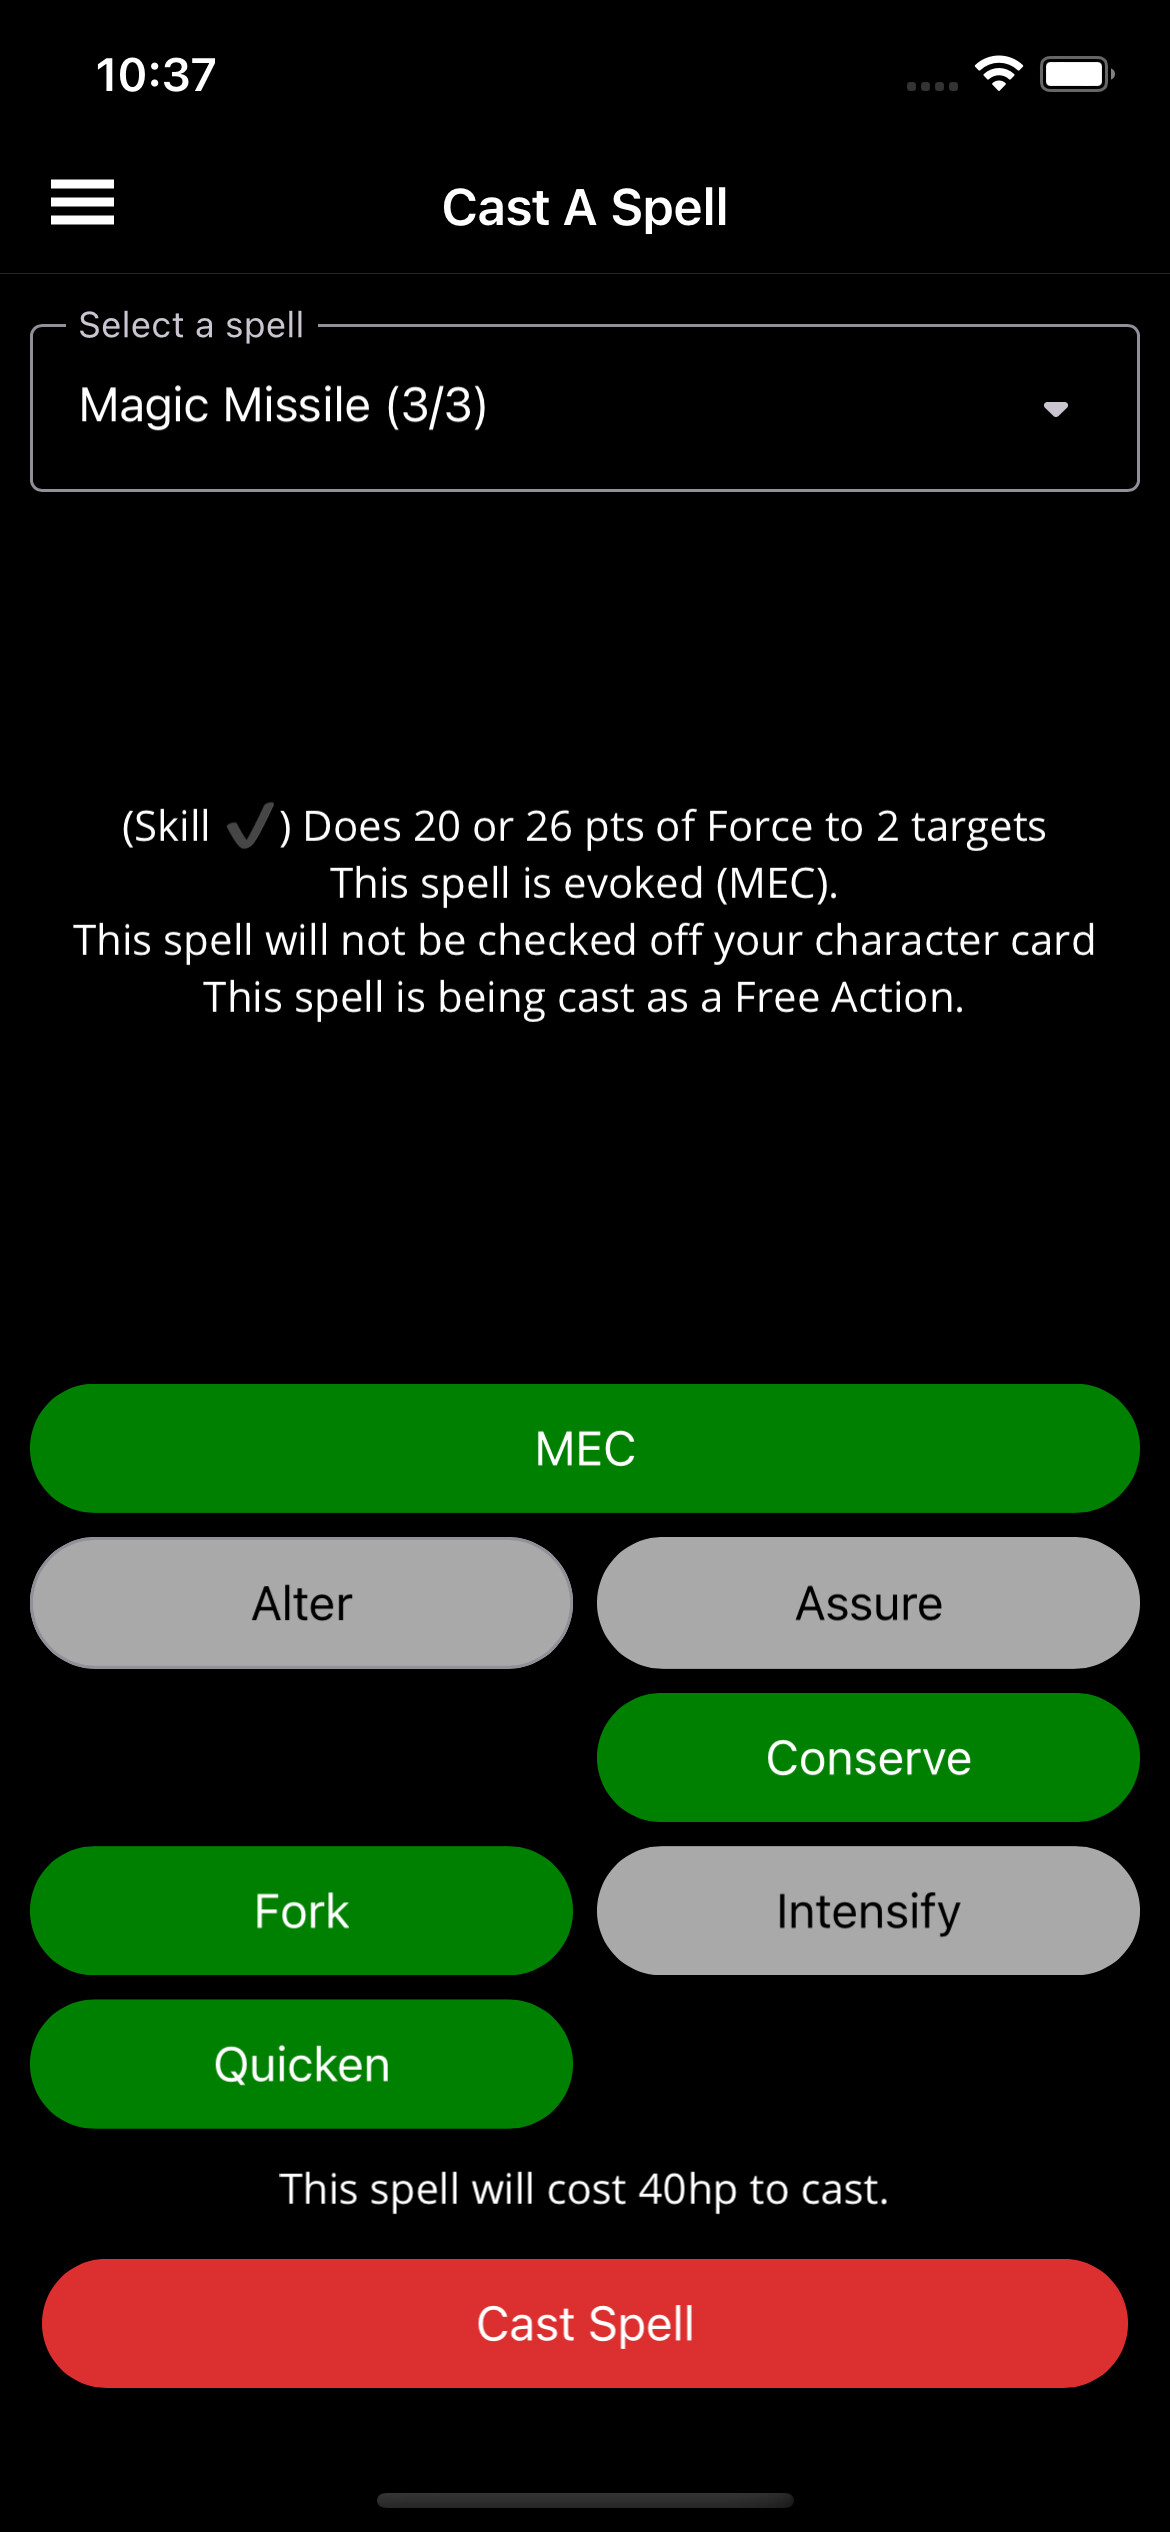 10:37
Cast A Spell
Select a spell
Magic Missile (3/3)
(Skill ✔) Does 20 or 26 pts of Force to 2 targets
This spell is evoked (MEC).
This spell will not be checked off your character card
This spell is being cast as a Free Action.
MEC
Alter
Assure
Conserve
Fork
Intensify
Quicken
This spell will cost 40hp to cast.
Cast Spell